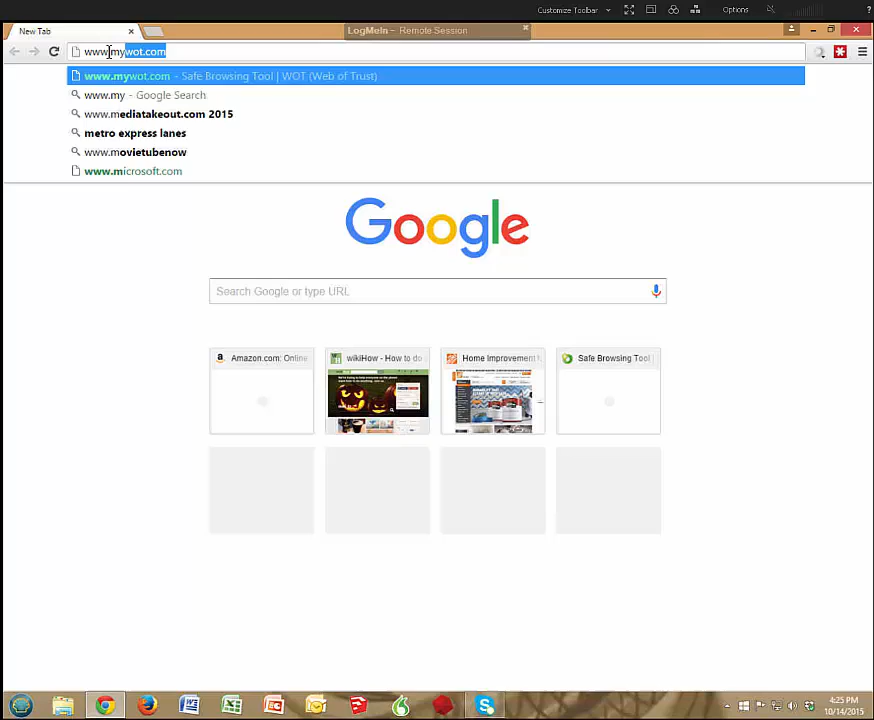 Customize Toolbar
Options
?
New Tab
LogMeIn – Remote Session
www.mywot.com
www.mywot.com - Safe Browsing Tool | WOT (Web of Trust)
www.my - Google Search
www.mediatakeout.com 2015
metro express lanes
www.movietubenow
www.microsoft.com
Google
Search Google or type URL
Amazon.com: Online
wikiHow - How to do
Home Improvement
Safe Browsing Tool |
4:25 PM
10/14/2015